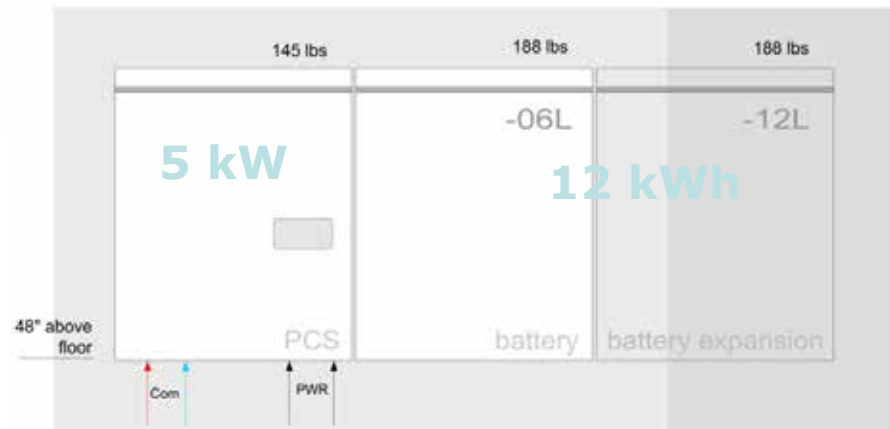 145 lbs
188 lbs
188 lbs
-06L
-12L
5 kW
12 kWh
48" above
floor
PCS
battery
battery expansion
Com
PWR